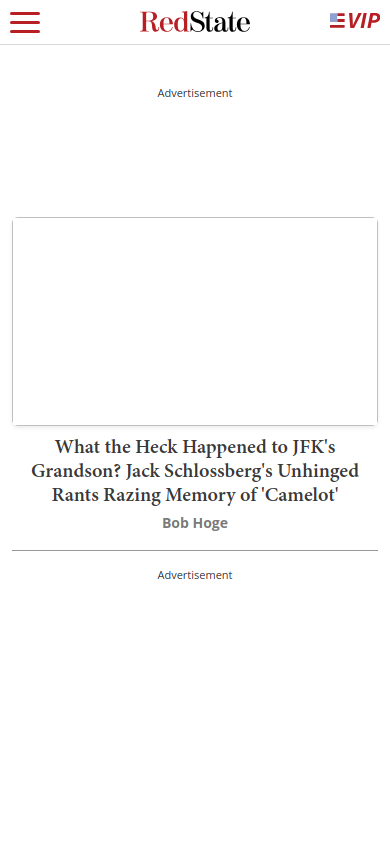 RedState
VIP
Advertisement
What the Heck Happened to JFK's
Grandson? Jack Schlossberg's Unhinged
Rants Razing Memory of 'Camelot'
Bob Hoge
Advertisement